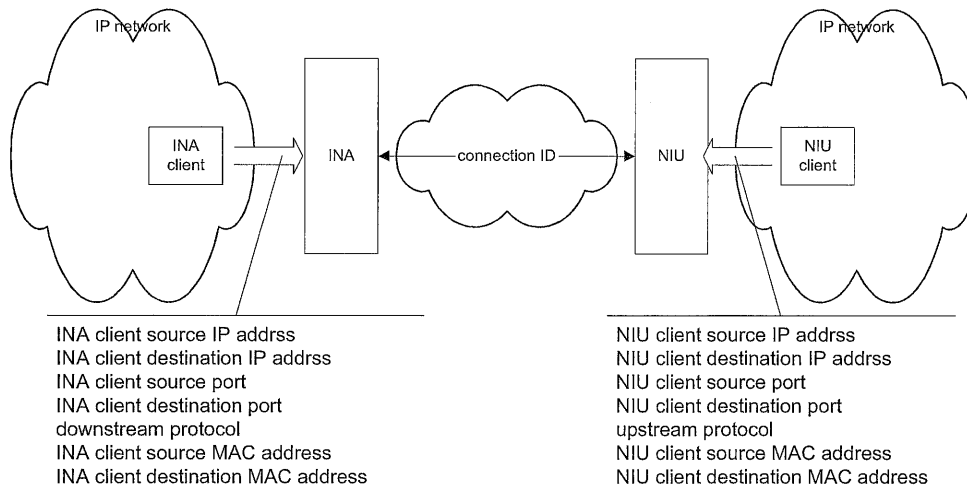 IP network
IP network
INA
client
INA
connection ID
NIU
NIU
client
INA client source IP addrss
INA client destination IP addrss
INA client source port
INA client destination port
downstream protocol
INA client source MAC address
INA client destination MAC address
NIU client source IP addrss
NIU client destination IP addrss
NIU client source port
NIU client destination port
upstream protocol
NIU client source MAC address
NIU client destination MAC address